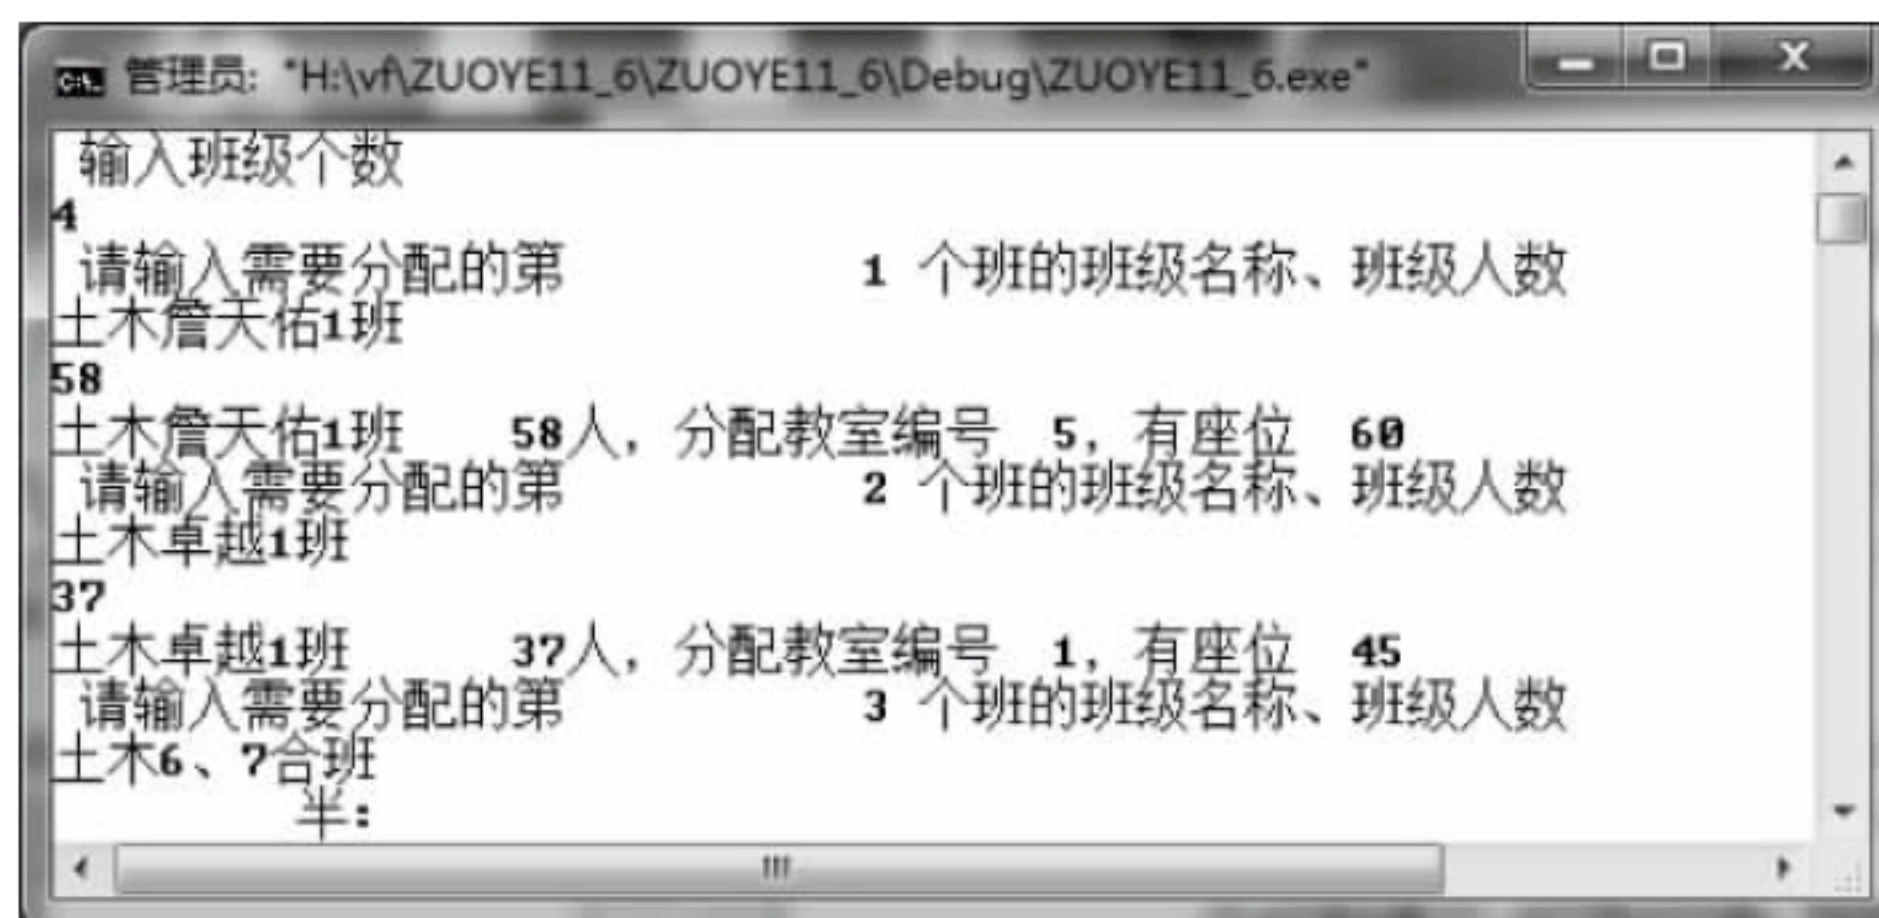 管理员: "H:\vf\ZUOYE11_6\ZUOYE11_6\Debug\ZUOYE11_6.exe"
输入班级个数
4
请输入需要分配的第 1 个班的班级名称、班级人数
土木詹天佑1班
58
土木詹天佑1班 58人，分配教室编号 5，有座位 60
请输入需要分配的第 2 个班的班级名称、班级人数
土木卓越1班
37
土木卓越1班 37人，分配教室编号 1，有座位 45
请输入需要分配的第 3 个班的班级名称、班级人数
土木6、7合班
半：